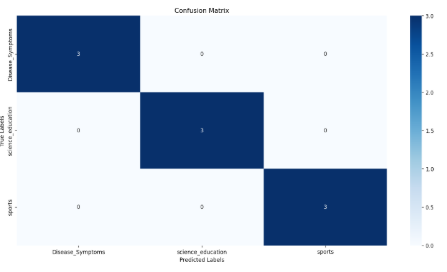 Confusion Matrix
3.0
2.5
2.0
1.5
1.0
0.5
0.0
True Labels
Disease_Symptoms
science_education
sports
3 0 0
0 3 0
0 0 3
Disease_Symptoms science_education sports
Predicted Labels